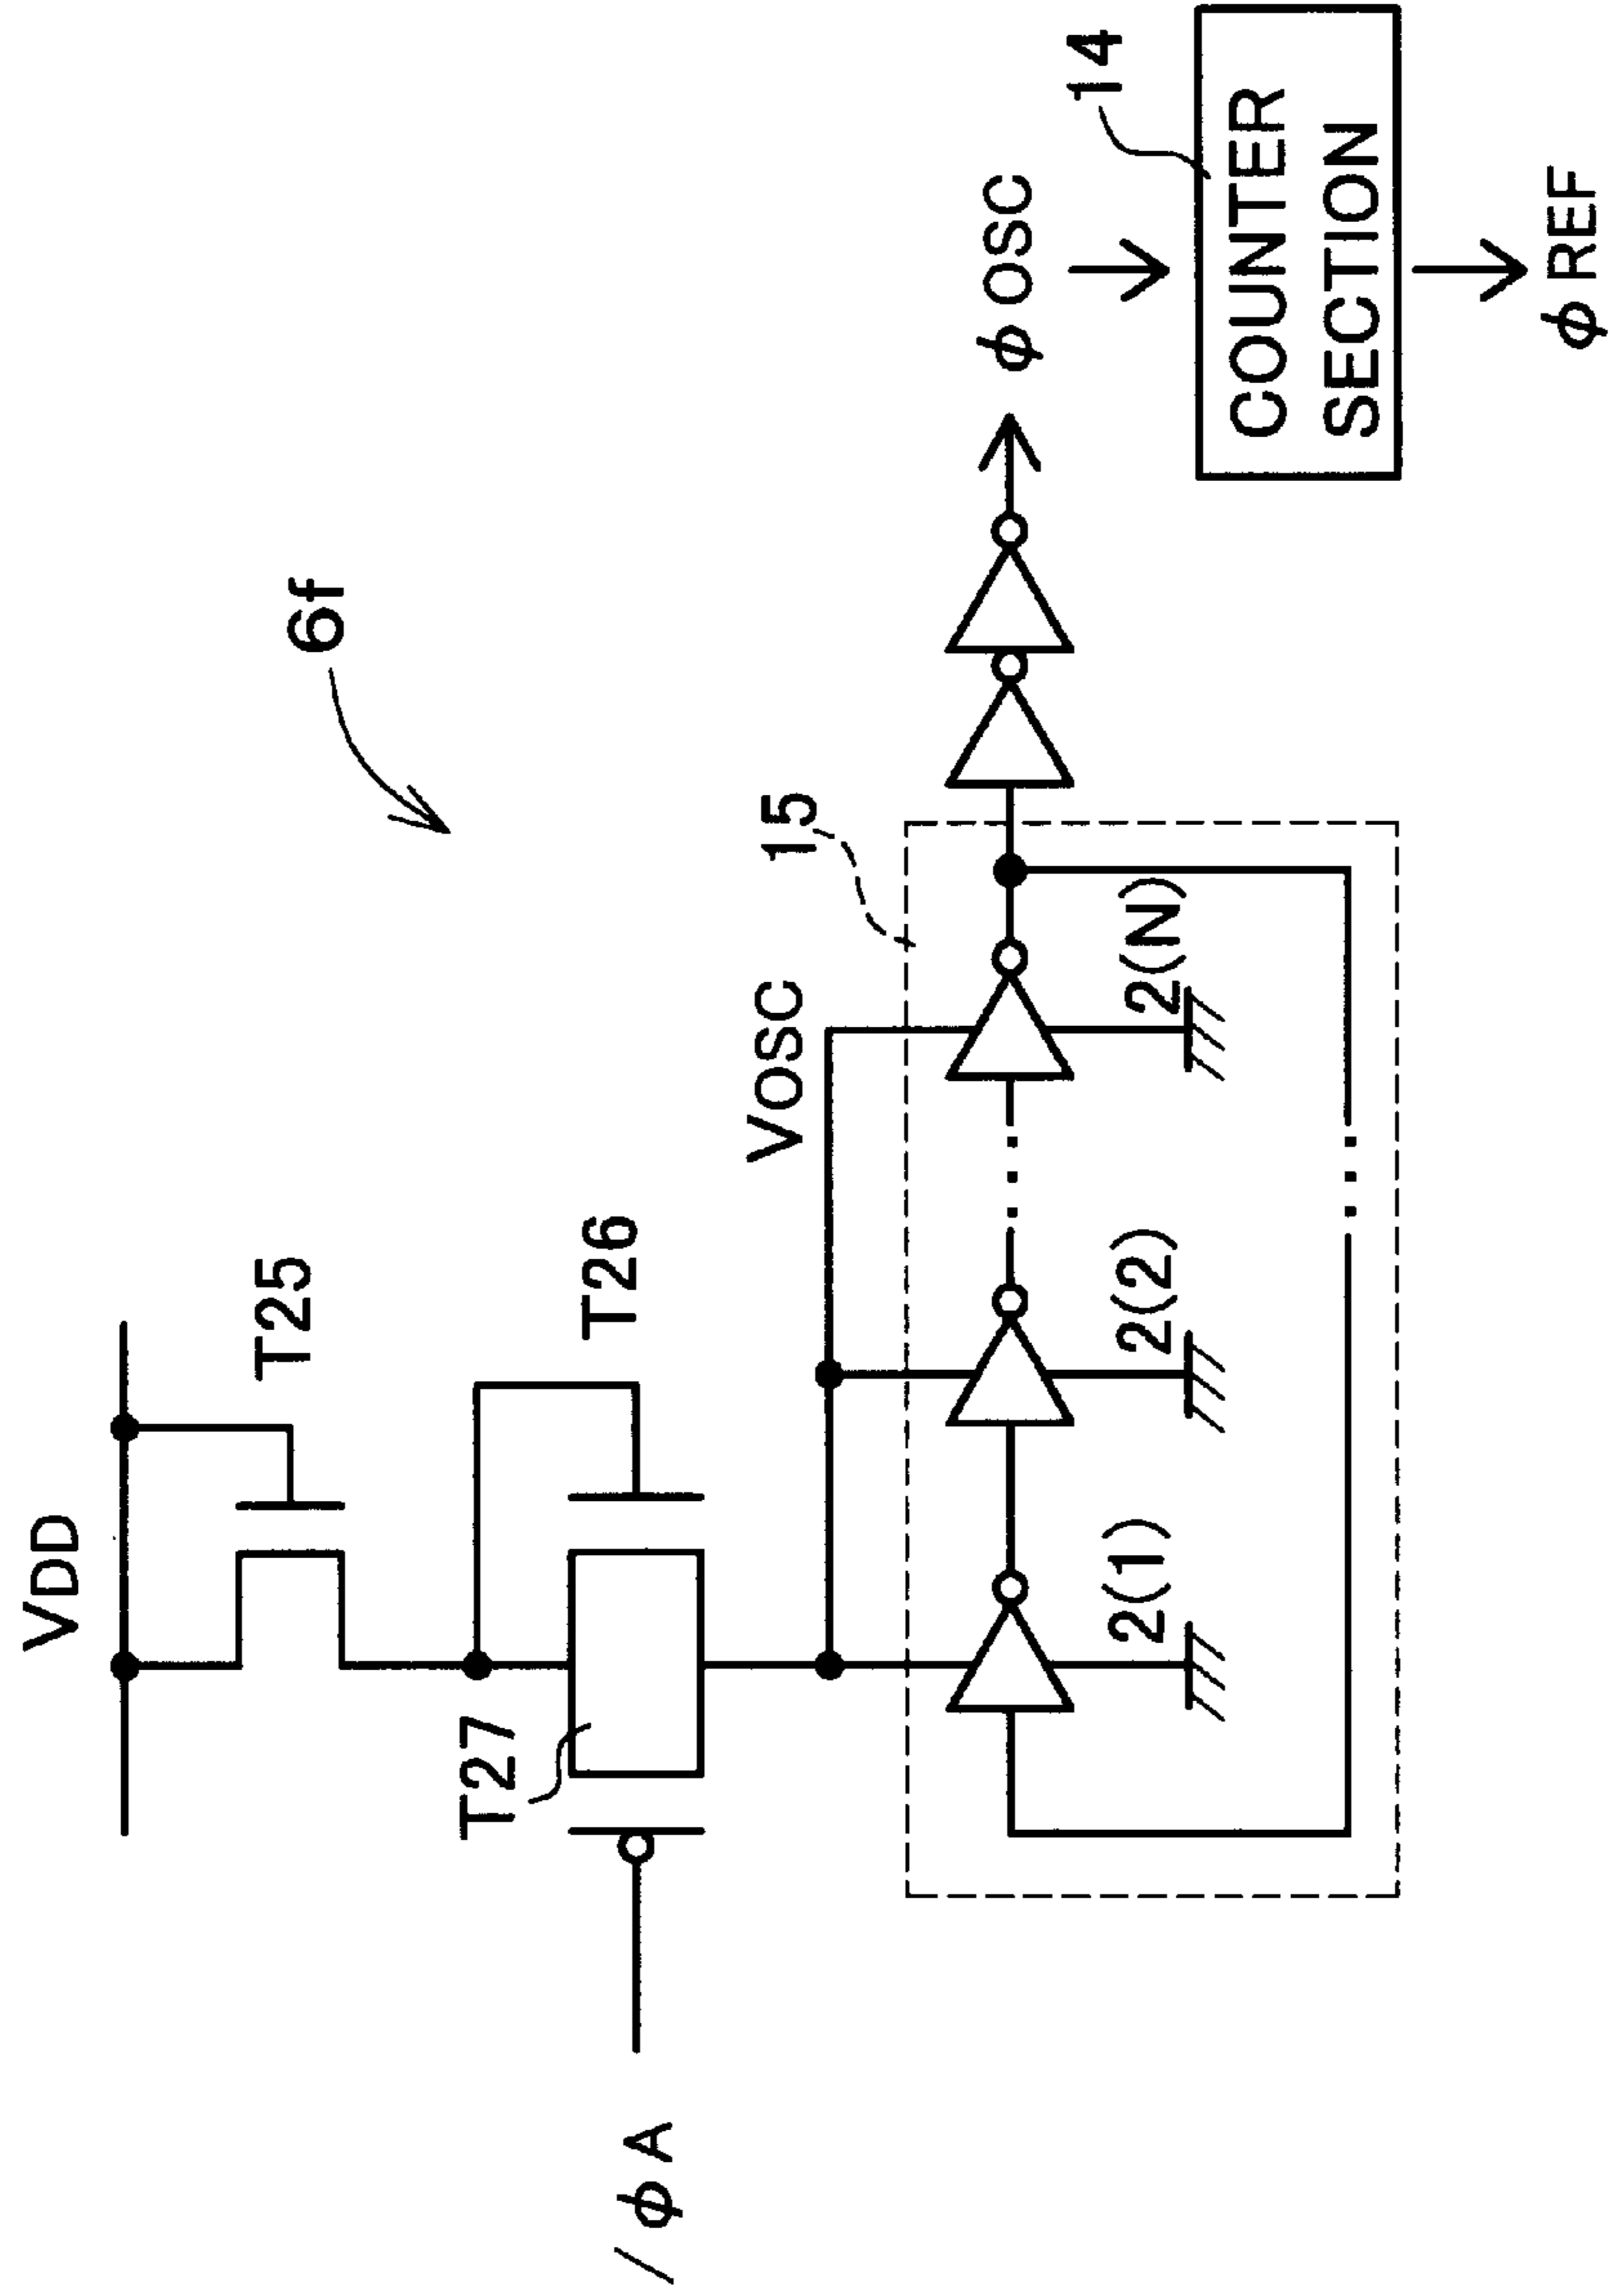 6f
VDD
T25
T27
T26
/φA
VOSC
15
2(1)
2(2)
2(N)
φOSC
14
COUNTER
SECTION
φREF